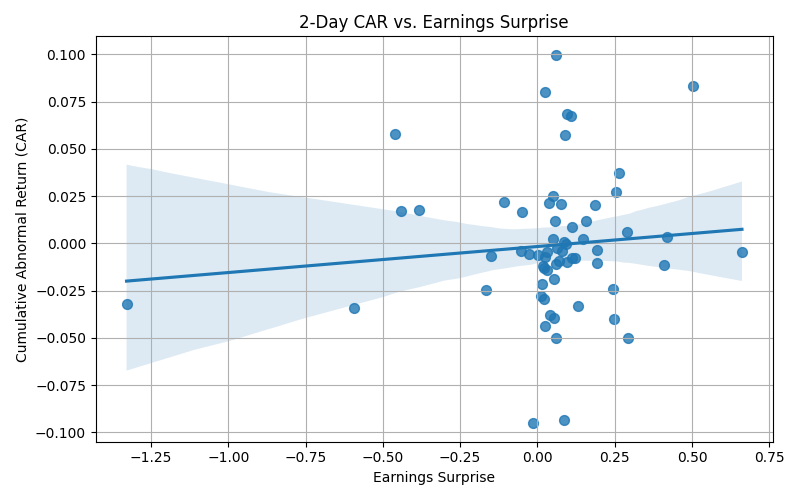 2-Day CAR vs. Earnings Surprise
Cumulative Abnormal Return (CAR)
0.100
0.075
0.050
0.025
0.000
−0.025
−0.050
−0.075
−0.100
−1.25 −1.00 −0.75 −0.50 −0.25 0.00 0.25 0.50 0.75
Earnings Surprise